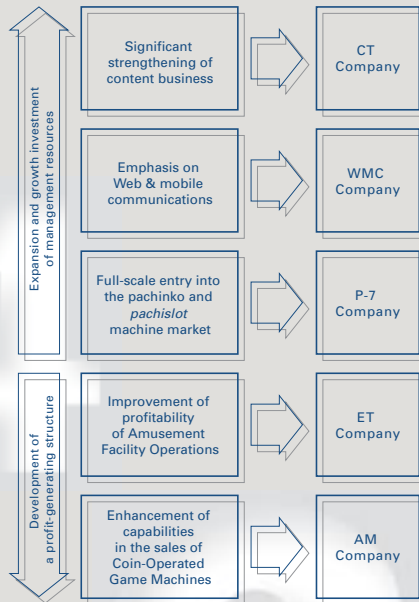 Expansion and growth investment
of management resources
Significant
strengthening of
content business
CT
Company
Emphasis on
Web & mobile
communications
WMC
Company
Full-scale entry into
the pachinko and
pachislot
machine market
P-7
Company
Development of
a profit-generating structure
Improvement of
profitability
of Amusement
Facility Operations
ET
Company
Enhancement of
capabilities
in the sales of
Coin-Operated
Game Machines
AM
Company